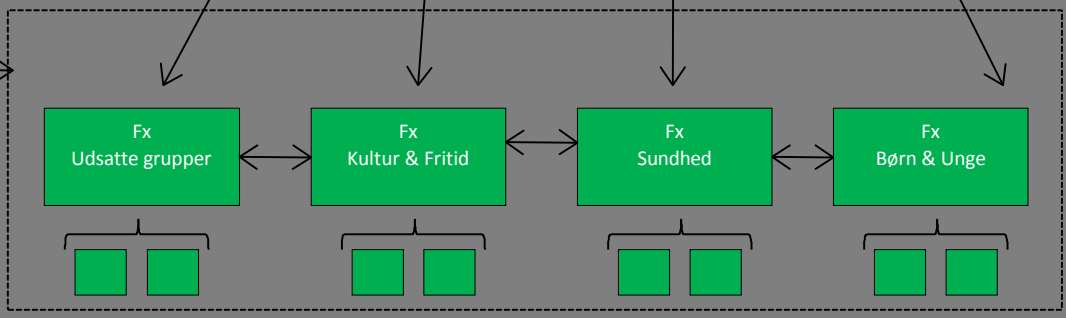 Fx
Udsatte grupper
Fx
Kultur & Fritid
Fx
Sundhed
Fx
Børn & Unge